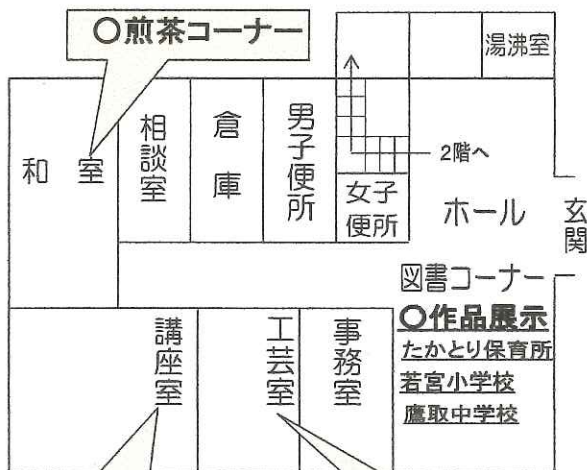 ○煎茶コーナー
湯沸室
和室
相談室
倉庫
男子便所
2階へ
女子
便所
ホール
玄関
図書コーナー
○作品展示
たかとり保育所
若宮小学校
鷹取中学校
講座室
工芸室
事務室